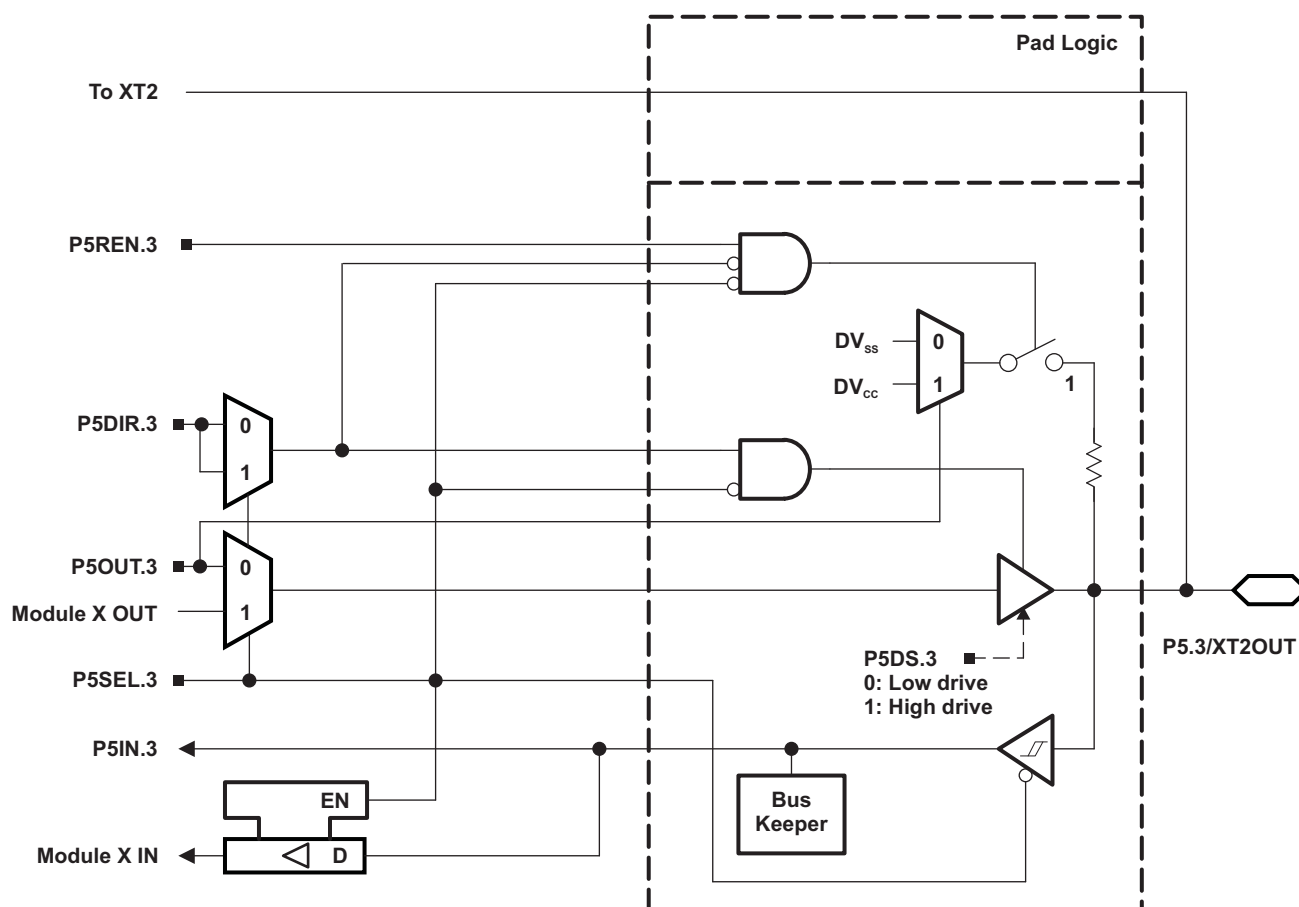 Pad Logic
To XT2
P5REN.3
DVSS
0
DVCC
1
1
P5DIR.3
0
1
P5OUT.3
0
Module X OUT
1
P5DS.3
0: Low drive
1: High drive
P5.3/XT2OUT
P5SEL.3
P5IN.3
Bus
Keeper
EN
Module X IN
D